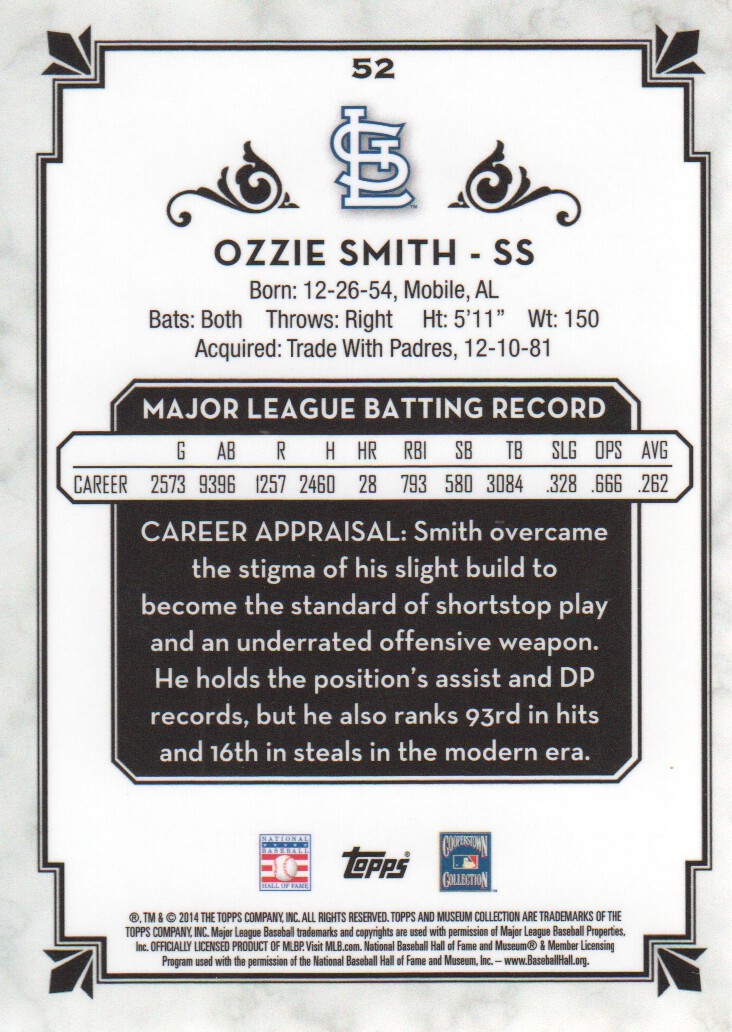 52
STL
OZZIE SMITH - SS
Born: 12-26-54, Mobile, AL
Bats: Both Throws: Right Ht: 5'11" Wt: 150
Acquired: Trade With Padres, 12-10-81
MAJOR LEAGUE BATTING RECORD
G AB R H HR RBI SB TB SLG OPS AVG
CAREER 2573 9396 1257 2460 28 793 580 3084 .328 .666 .262
CAREER APPRAISAL: Smith overcame
the stigma of his slight build to
become the standard of shortstop play
and an underrated offensive weapon.
He holds the position's assist and DP
records, but he also ranks 93rd in hits
and 16th in steals in the modern era.
NATIONAL
BASEBALL
HALL OF FAME
Topps®
COOPERSTOWN
COLLECTION
®, TM & © 2014 THE TOPPS COMPANY, INC. ALL RIGHTS RESERVED. TOPPS AND MUSEUM COLLECTION ARE TRADEMARKS OF THE
TOPPS COMPANY, INC. Major League Baseball trademarks and copyrights are used with permission of Major League Baseball Properties,
Inc. OFFICIALLY LICENSED PRODUCT OF MLBP. Visit MLB.com. National Baseball Hall of Fame and Museum® & Member Licensing
Program used with the permission of the National Baseball Hall of Fame and Museum, Inc. – www.BaseballHall.org.